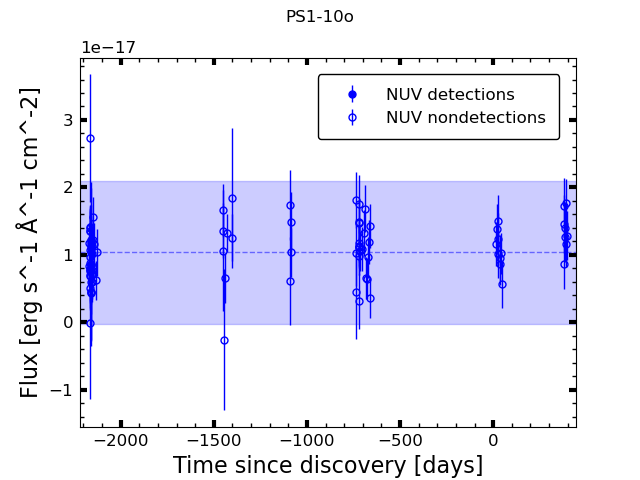 PS1-10o
1e−17
NUV detections
NUV nondetections
3
2
1
0
−1
Flux [erg s^-1 Å^-1 cm^-2]
−2000 −1500 −1000 −500 0
Time since discovery [days]